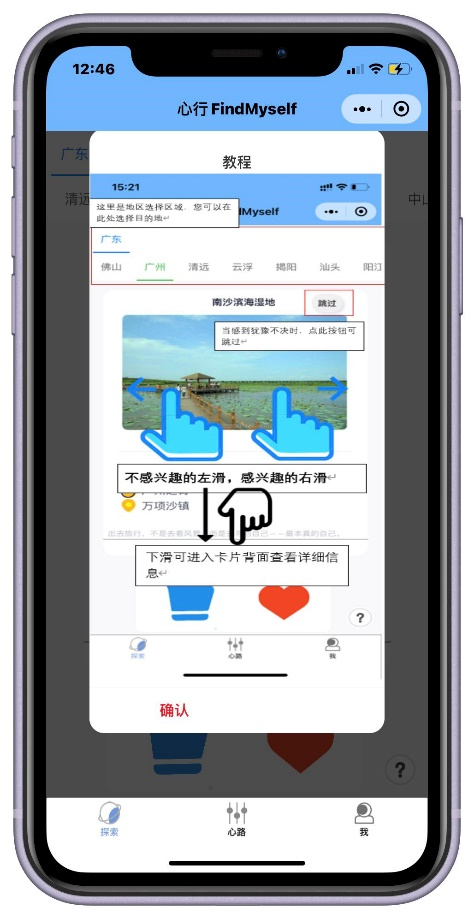 12:46
心行 FindMyself
广东
清远
中山
教程
15:21
这里是地区选择区域，您可以在
此处选择目的地
dMyself
广东
佛山 广州 清远 云浮 揭阳 汕头 阳江
南沙滨海湿地 跳过
当感到犹豫不决时，点此按钮可
跳过
不感兴趣的左滑，感兴趣的右滑
万顷沙镇
下滑可进入卡片背面查看详细信
息
?
探索 心路 我
确认
?
探索 心路 我